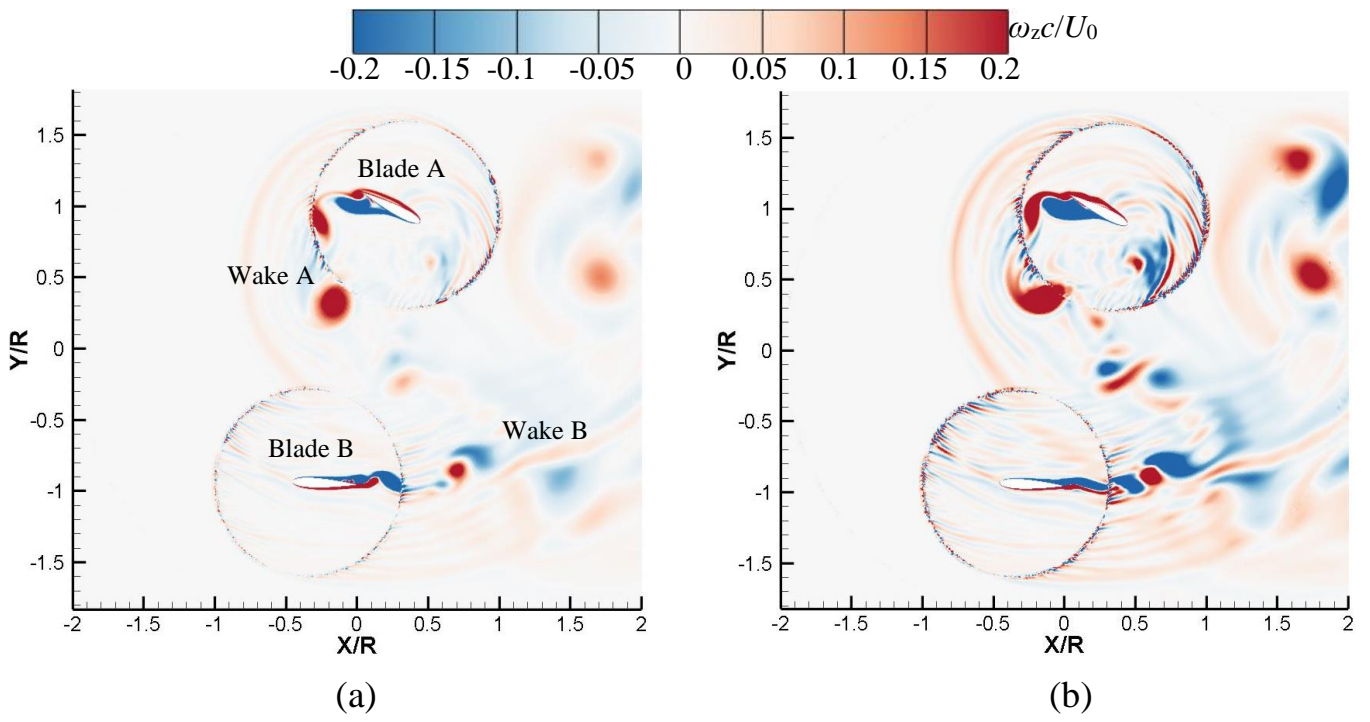 ωzc/U0
-0.2 -0.15 -0.1 -0.05 0 0.05 0.1 0.15 0.2
1.5
1
0.5
0
-0.5
-1
-1.5
Y/R
Blade A
Wake A
Blade B
Wake B
-2 -1.5 -1 -0.5 0 0.5 1 1.5 2
X/R
(a)
1.5
1
0.5
0
-0.5
-1
-1.5
Y/R
-2 -1.5 -1 -0.5 0 0.5 1 1.5 2
X/R
(b)